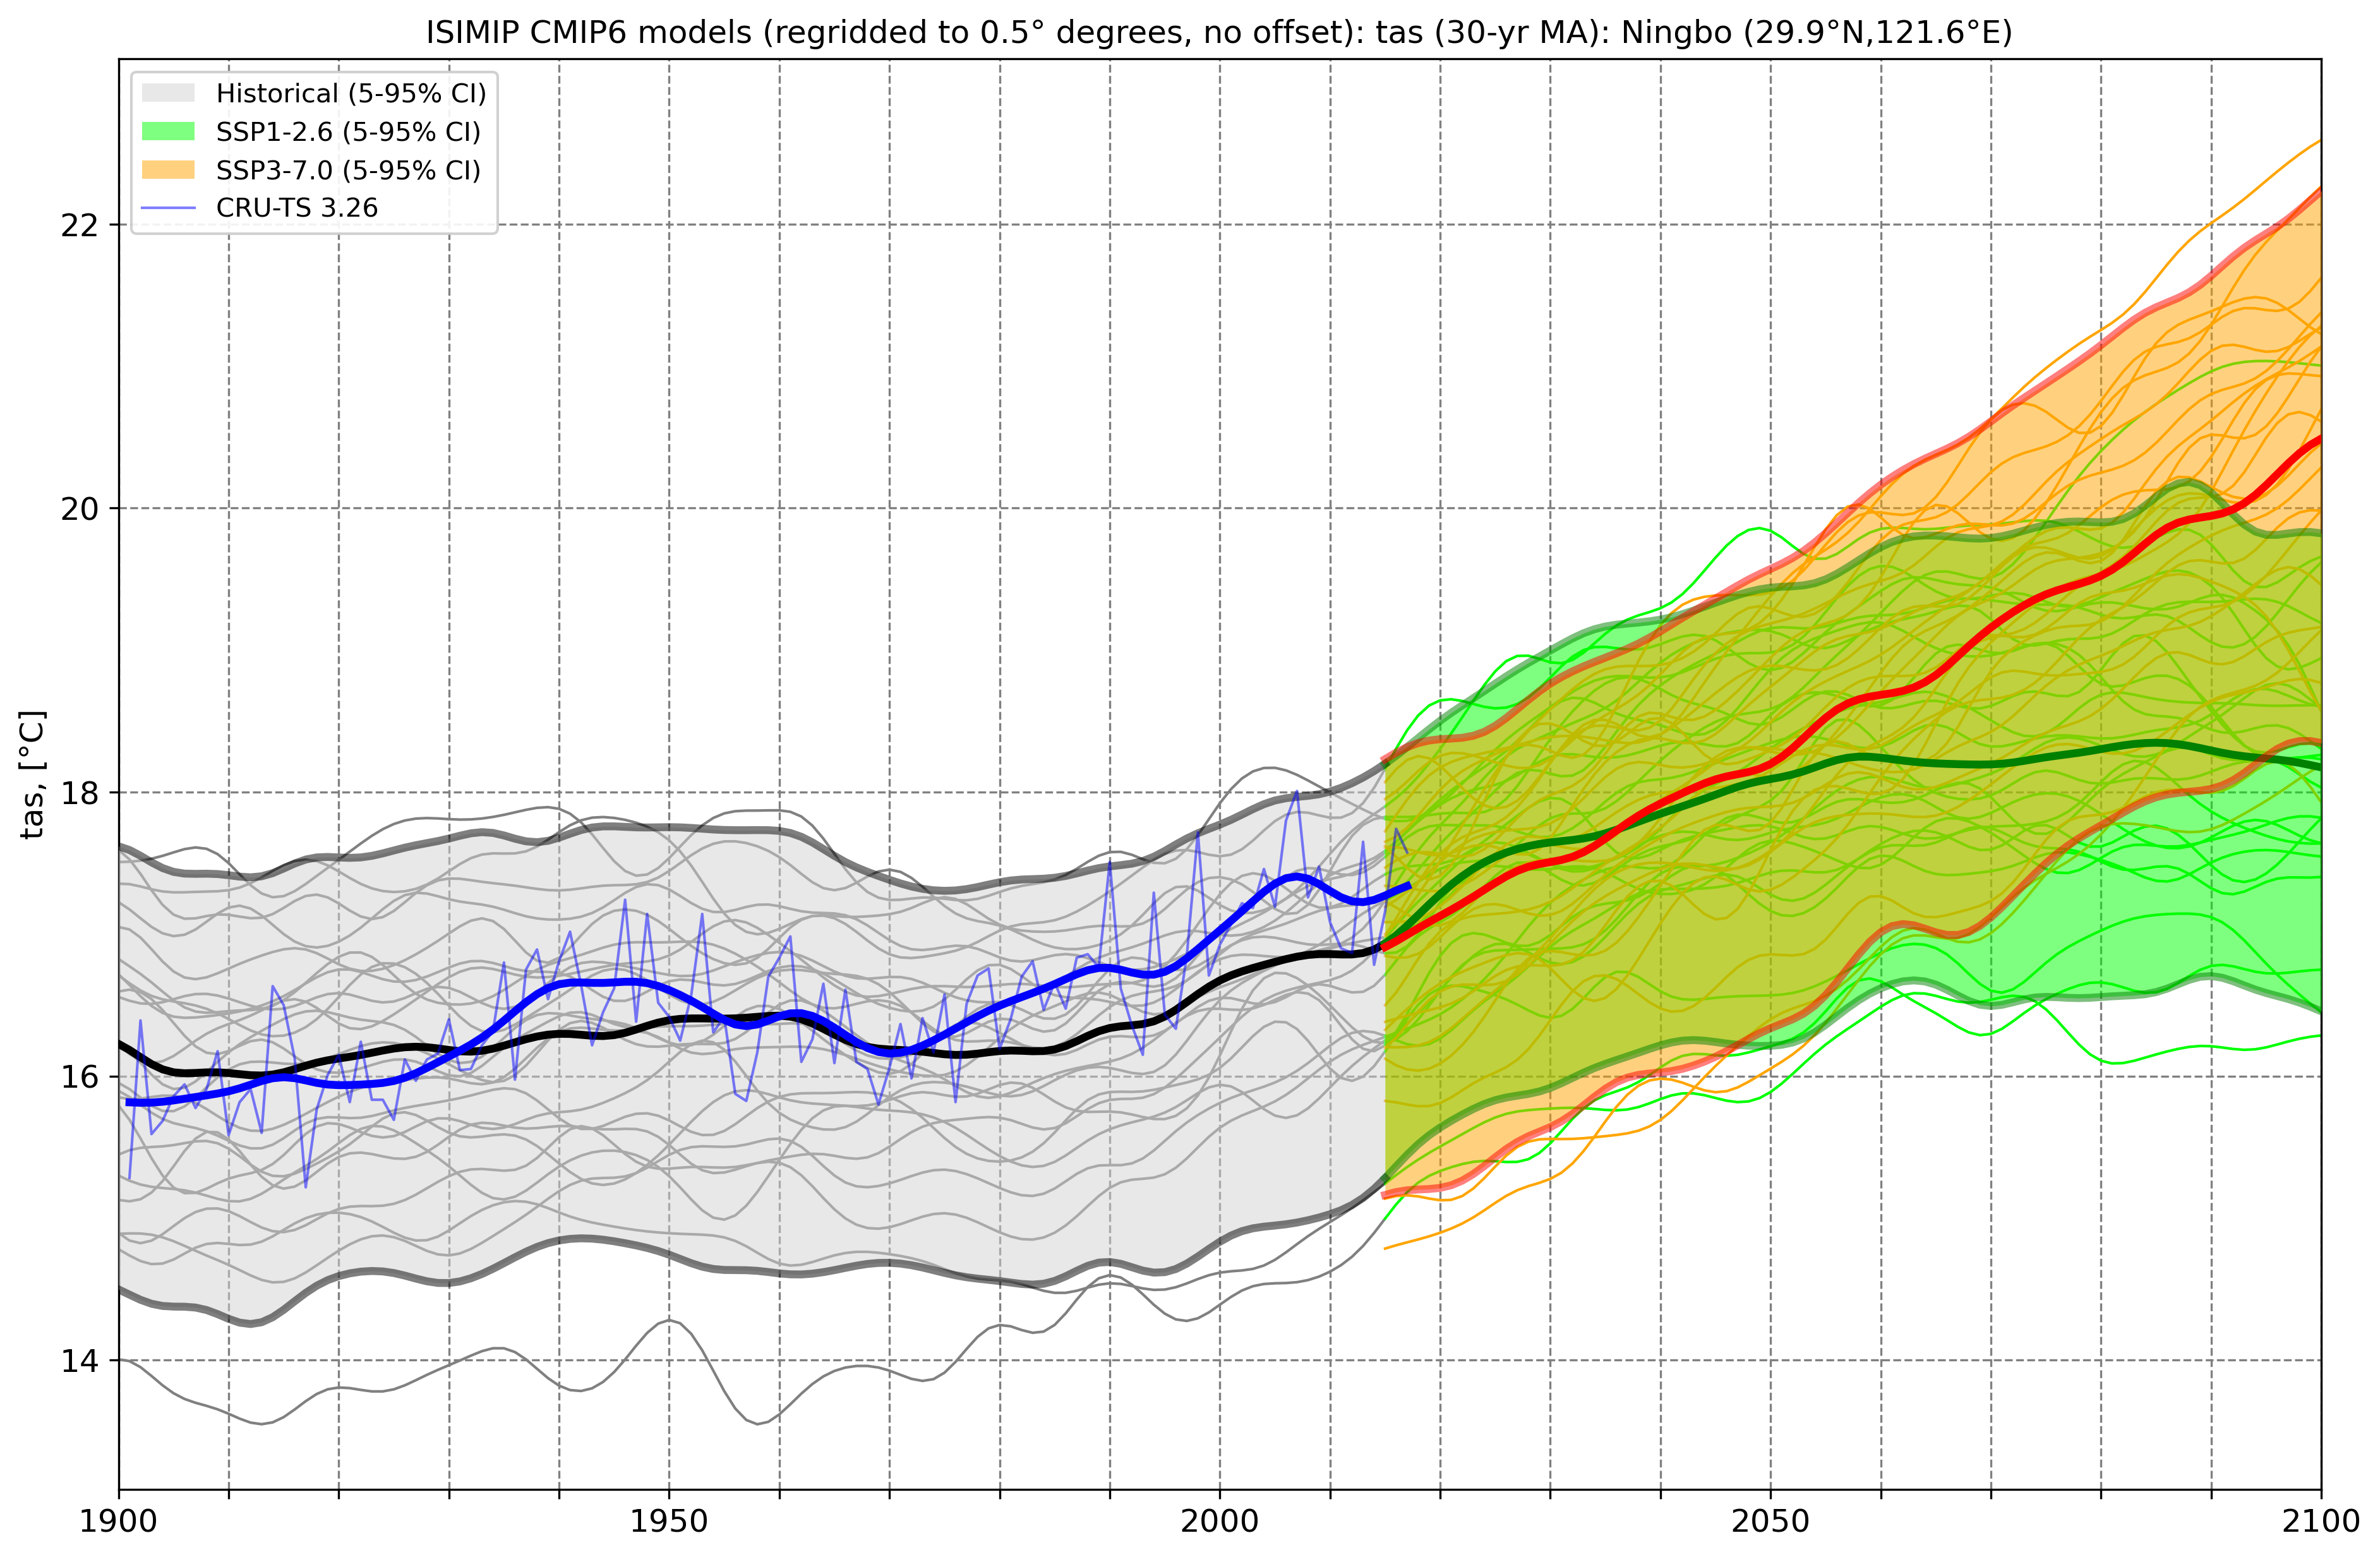 ISIMIP CMIP6 models (regridded to 0.5° degrees, no offset): tas (30-yr MA): Ningbo (29.9°N,121.6°E)
Historical (5-95% CI)
SSP1-2.6 (5-95% CI)
SSP3-7.0 (5-95% CI)
CRU-TS 3.26
tas, [°C]
22
20
18
16
14
1900
1950
2000
2050
2100